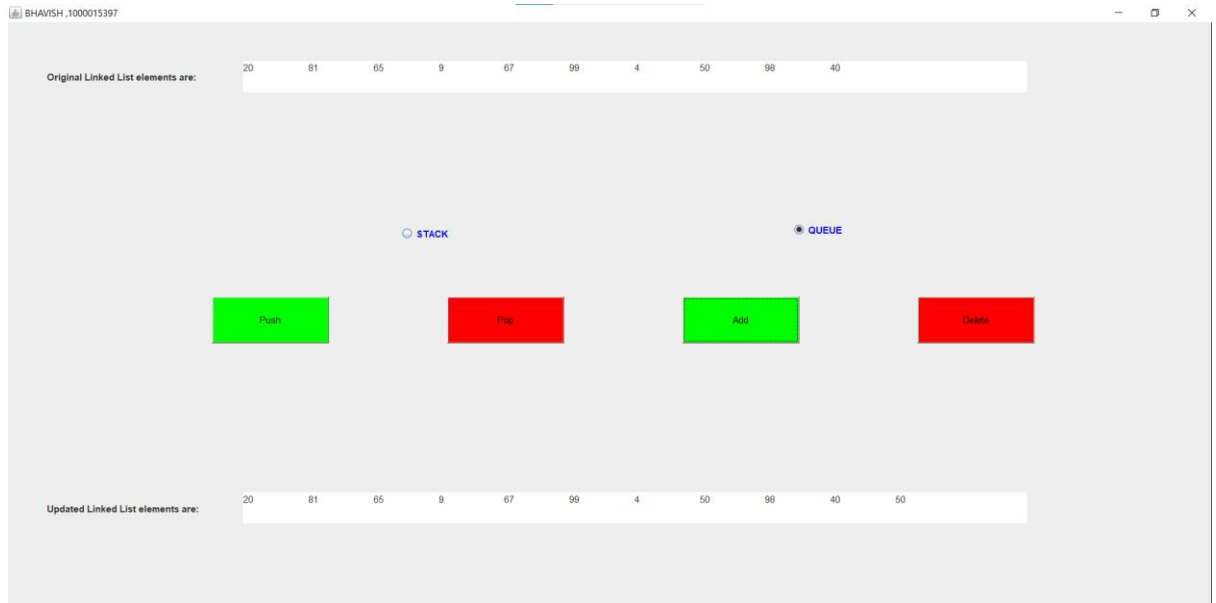 BHAVISH ,1000015397
Original Linked List elements are: 20 81 65 9 67 99 4 50 98 40
STACK QUEUE
Push Pop Add Delete
Updated Linked List elements are: 20 81 65 9 67 99 4 50 98 40 50